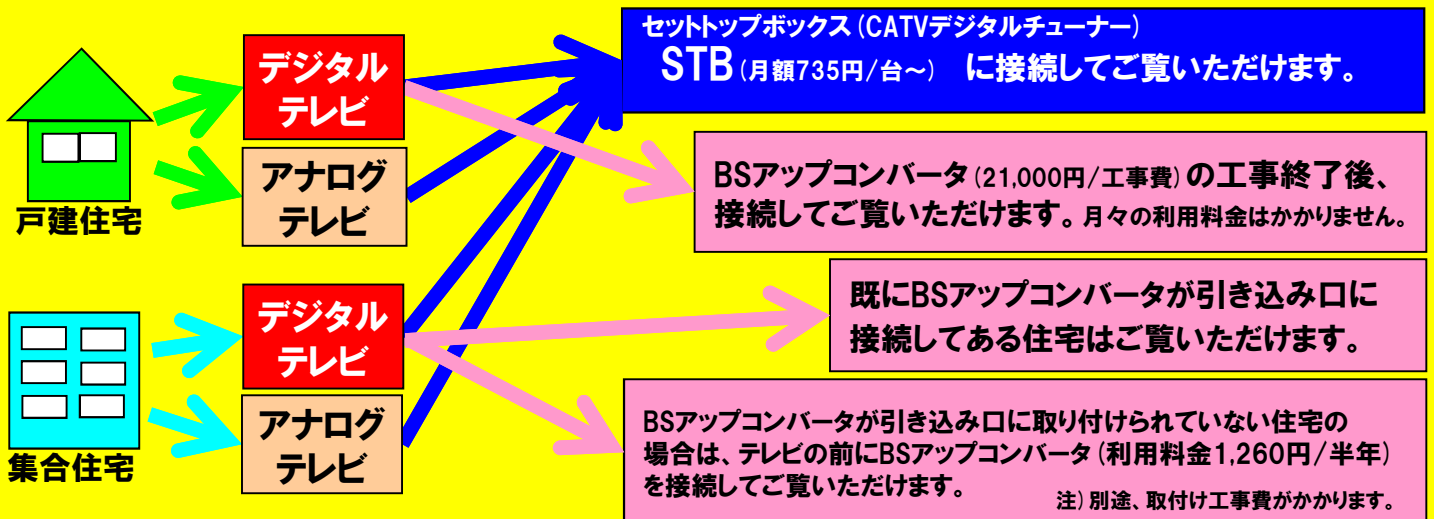 戸建住宅
デジタル
テレビ
アナログ
テレビ
セットトップボックス(CATVデジタルチューナー)
STB(月額735円/台～) に接続してご覧いただけます。
BSアップコンバータ(21,000円/工事費)の工事終了後、
接続してご覧いただけます。月々の利用料金はかかりません。
集合住宅
デジタル
テレビ
アナログ
テレビ
既にBSアップコンバータが引き込み口に
接続してある住宅はご覧いただけます。
BSアップコンバータが引き込み口に取り付けられていない住宅の
場合は、テレビの前にBSアップコンバータ(利用料金1,260円/半年)
を接続してご覧いただけます。
注)別途、取付け工事費がかかります。